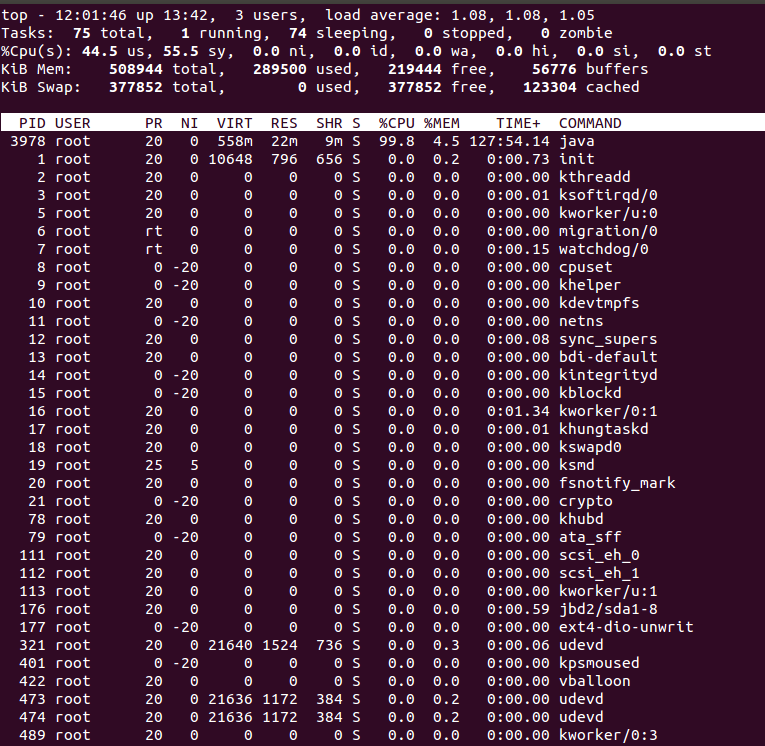 top - 12:01:46 up 13:42,  3 users,  load average: 1.08, 1.08, 1.05
Tasks:  75 total,   1 running,  74 sleeping,   0 stopped,   0 zombie
%Cpu(s): 44.5 us, 55.5 sy,  0.0 ni,  0.0 id,  0.0 wa,  0.0 hi,  0.0 si,  0.0 st
KiB Mem:    508944 total,   289500 used,   219444 free,    56776 buffers
KiB Swap:   377852 total,        0 used,   377852 free,   123304 cached
PID USER      PR  NI  VIRT  RES  SHR S  %CPU %MEM    TIME+  COMMAND
3978 root      20   0  558m  22m   9m S  99.8  4.5 127:54.14 java
1 root      20   0 10648  796  656 S   0.0  0.2   0:00.73 init
2 root      20   0     0    0    0 S   0.0  0.0   0:00.00 kthreadd
3 root      20   0     0    0    0 S   0.0  0.0   0:00.01 ksoftirqd/0
5 root      20   0     0    0    0 S   0.0  0.0   0:00.00 kworker/u:0
6 root      rt   0     0    0    0 S   0.0  0.0   0:00.00 migration/0
7 root      rt   0     0    0    0 S   0.0  0.0   0:00.15 watchdog/0
8 root       0 -20     0    0    0 S   0.0  0.0   0:00.00 cpuset
9 root       0 -20     0    0    0 S   0.0  0.0   0:00.00 khelper
10 root      20   0     0    0    0 S   0.0  0.0   0:00.00 kdevtmpfs
11 root       0 -20     0    0    0 S   0.0  0.0   0:00.00 netns
12 root      20   0     0    0    0 S   0.0  0.0   0:00.08 sync_supers
13 root      20   0     0    0    0 S   0.0  0.0   0:00.00 bdi-default
14 root       0 -20     0    0    0 S   0.0  0.0   0:00.00 kintegrityd
15 root       0 -20     0    0    0 S   0.0  0.0   0:00.00 kblockd
16 root      20   0     0    0    0 S   0.0  0.0   0:01.34 kworker/0:1
17 root      20   0     0    0    0 S   0.0  0.0   0:00.01 khungtaskd
18 root      20   0     0    0    0 S   0.0  0.0   0:00.00 kswapd0
19 root      25   5     0    0    0 S   0.0  0.0   0:00.00 ksmd
20 root      20   0     0    0    0 S   0.0  0.0   0:00.00 fsnotify_mark
21 root       0 -20     0    0    0 S   0.0  0.0   0:00.00 crypto
78 root      20   0     0    0    0 S   0.0  0.0   0:00.00 khubd
79 root       0 -20     0    0    0 S   0.0  0.0   0:00.00 ata_sff
111 root      20   0     0    0    0 S   0.0  0.0   0:00.00 scsi_eh_0
112 root      20   0     0    0    0 S   0.0  0.0   0:00.00 scsi_eh_1
113 root      20   0     0    0    0 S   0.0  0.0   0:00.00 kworker/u:1
176 root      20   0     0    0    0 S   0.0  0.0   0:00.59 jbd2/sda1-8
177 root       0 -20     0    0    0 S   0.0  0.0   0:00.00 ext4-dio-unwrit
321 root      20   0 21640 1524  736 S   0.0  0.3   0:00.06 udevd
401 root       0 -20     0    0    0 S   0.0  0.0   0:00.00 kpsmoused
422 root      20   0     0    0    0 S   0.0  0.0   0:00.00 vballoon
473 root      20   0 21636 1172  384 S   0.0  0.2   0:00.00 udevd
474 root      20   0 21636 1172  384 S   0.0  0.2   0:00.00 udevd
489 root      20   0     0    0    0 S   0.0  0.0   0:00.00 kworker/0:3